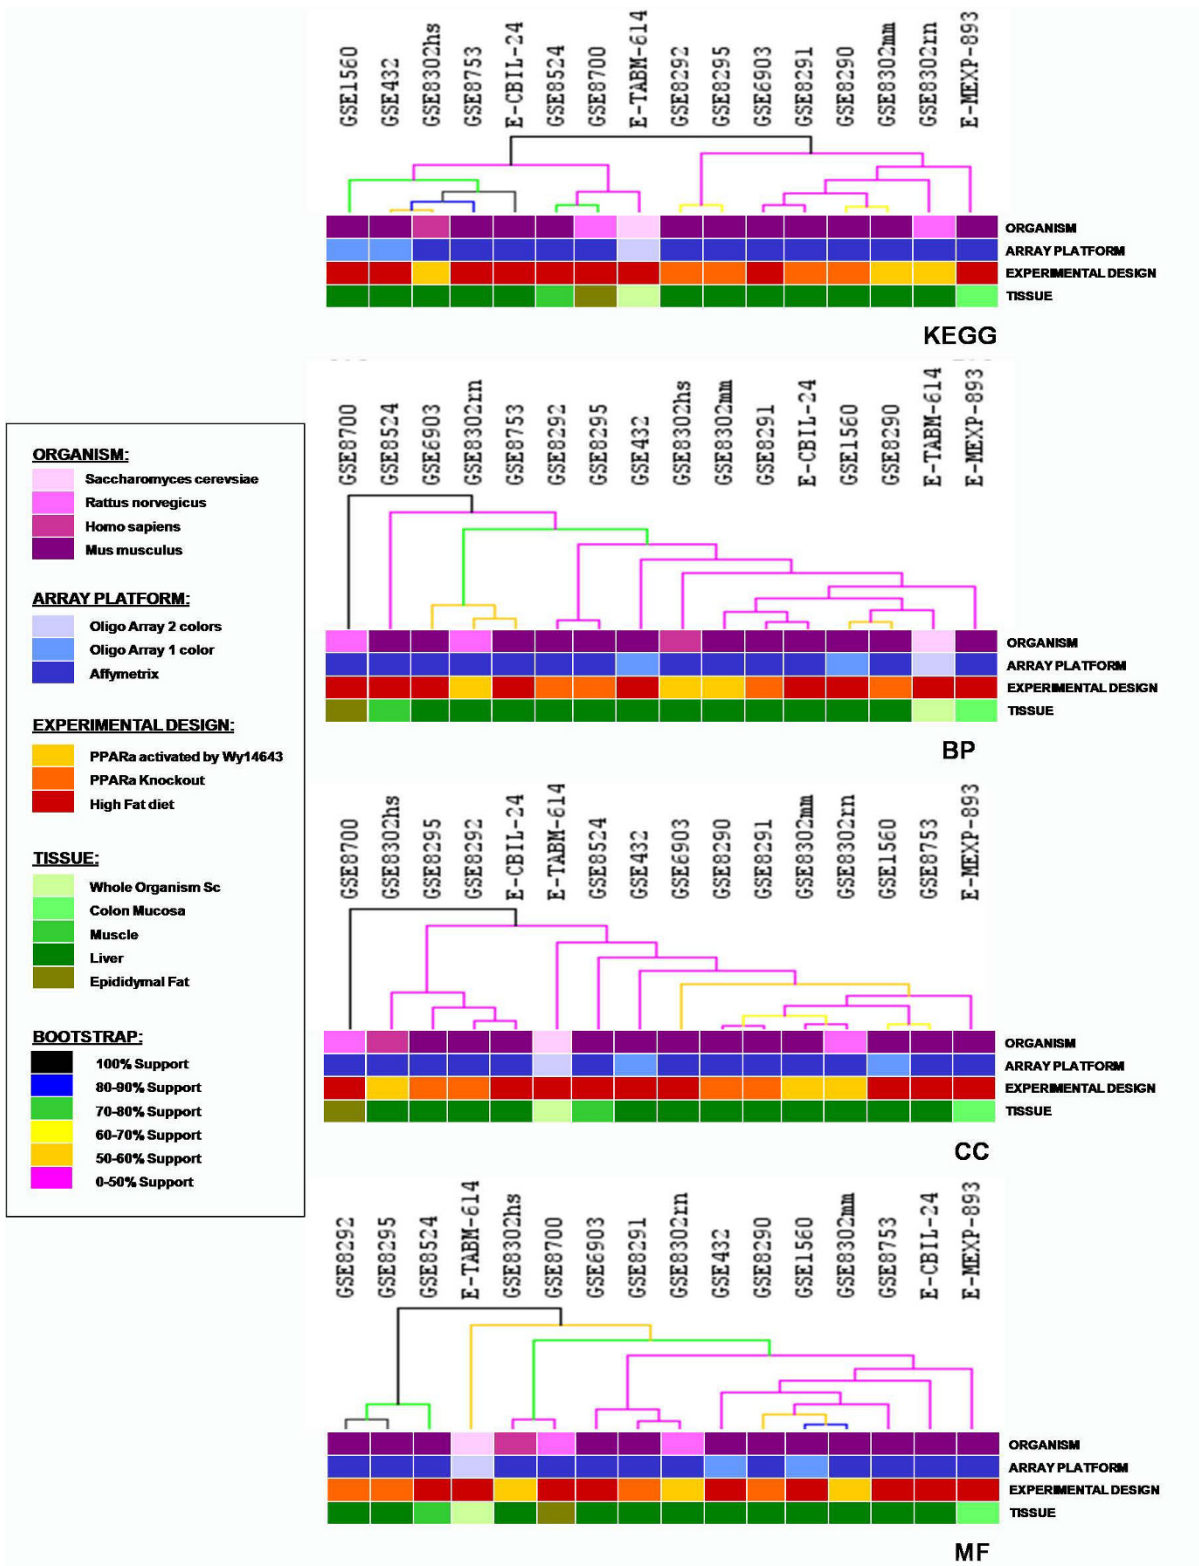 GSE1560 GSE432 GSE8302hs GSE8753 E-CBIL-24 GSE8524 GSE8700 E-TABM-614 GSE8292 GSE8295 GSE6903 GSE8291 GSE8290 GSE8302mm GSE8302rn E-MEXP-893
ORGANISM
ARRAY PLATFORM
EXPERIMENTAL DESIGN
TISSUE
KEGG
GSE8700 GSE8524 GSE6903 GSE8302rn GSE8753 GSE8292 GSE8295 GSE432 GSE8302hs GSE8302mm GSE8291 E-CBIL-24 GSE1560 GSE8290 E-TABM-614 E-MEXP-893
ORGANISM
ARRAY PLATFORM
EXPERIMENTAL DESIGN
TISSUE
BP
ORGANISM:
Saccharomyces cerevsiae
Rattus norvegicus
Homo sapiens
Mus musculus
ARRAY PLATFORM:
Oligo Array 2 colors
Oligo Array 1 color
Affymetrix
EXPERIMENTAL DESIGN:
PPARa activated by Wy14643
PPARa Knockout
High Fat diet
TISSUE:
Whole Organism Sc
Colon Mucosa
Muscle
Liver
Epididymal Fat
BOOTSTRAP:
100% Support
80-90% Support
70-80% Support
60-70% Support
50-60% Support
0-50% Support
GSE8700 GSE8302hs GSE8295 GSE8292 E-CBIL-24 E-TABM-614 GSE8524 GSE432 GSE6903 GSE8290 GSE8291 GSE8302mm GSE8302rn GSE1560 GSE8753 E-MEXP-893
ORGANISM
ARRAY PLATFORM
EXPERIMENTAL DESIGN
TISSUE
CC
GSE8292 GSE8295 GSE8524 E-TABM-614 GSE8302hs GSE8700 GSE6903 GSE8291 GSE8302rn GSE432 GSE8290 GSE1560 GSE8302mm GSE8753 E-CBIL-24 E-MEXP-893
ORGANISM
ARRAY PLATFORM
EXPERIMENTAL DESIGN
TISSUE
MF